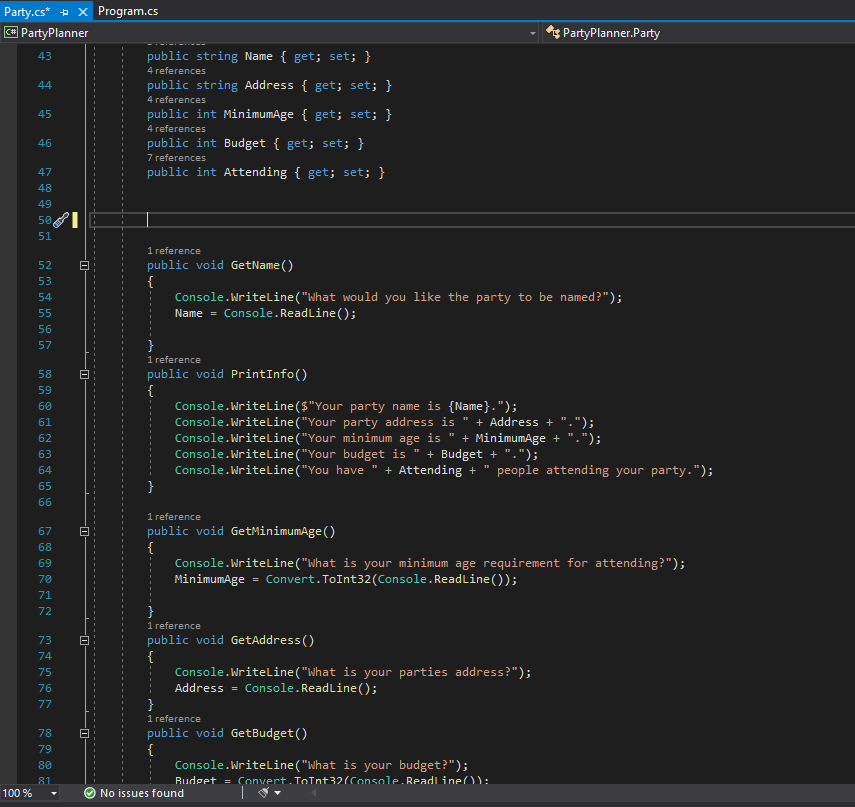 Party.cs* Program.cs
PartyPlanner PartyPlanner.Party
43 public string Name { get; set; }
4 references
44 public string Address { get; set; }
4 references
45 public int MinimumAge { get; set; }
4 references
46 public int Budget { get; set; }
7 references
47 public int Attending { get; set; }
48
49
50
51
1 reference
52 public void GetName()
53 {
54 Console.WriteLine("What would you like the party to be named?");
55 Name = Console.ReadLine();
56
57 }
1 reference
58 public void PrintInfo()
59 {
60 Console.WriteLine($"Your party name is {Name}.");
61 Console.WriteLine("Your party address is " + Address + ".");
62 Console.WriteLine("Your minimum age is " + MinimumAge + ".");
63 Console.WriteLine("Your budget is " + Budget + ".");
64 Console.WriteLine("You have " + Attending + " people attending your party.");
65 }
66
1 reference
67 public void GetMinimumAge()
68 {
69 Console.WriteLine("What is your minimum age requirement for attending?");
70 MinimumAge = Convert.ToInt32(Console.ReadLine());
71
72 }
1 reference
73 public void GetAddress()
74 {
75 Console.WriteLine("What is your parties address?");
76 Address = Console.ReadLine();
77 }
1 reference
78 public void GetBudget()
79 {
80 Console.WriteLine("What is your budget?");
81 Budget = Convert.ToInt32(Console.ReadLine());
100 % No issues found